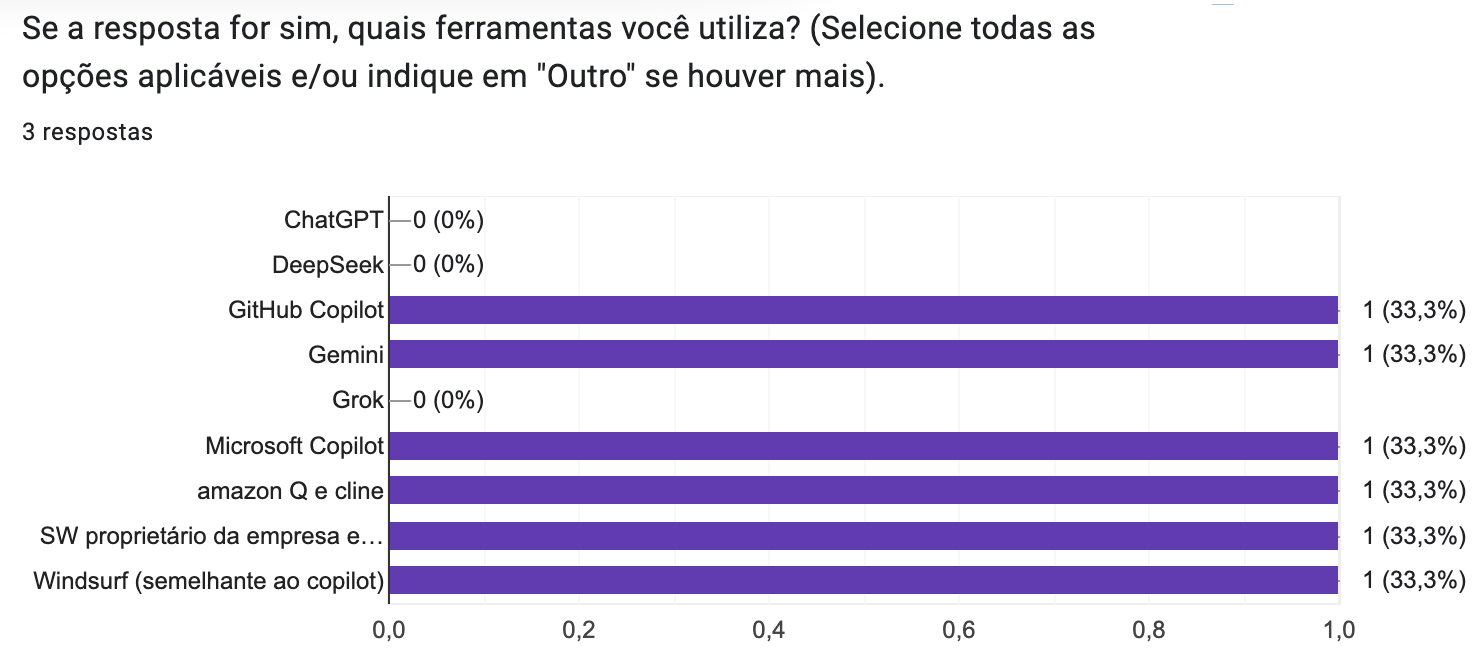 Se a resposta for sim, quais ferramentas você utiliza? (Selecione todas as
opções aplicáveis e/ou indique em "Outro" se houver mais).
3 respostas
ChatGPT 0 (0%)
DeepSeek 0 (0%)
GitHub Copilot 1 (33,3%)
Gemini 1 (33,3%)
Grok 0 (0%)
Microsoft Copilot 1 (33,3%)
amazon Q e cline 1 (33,3%)
SW proprietário da empresa e… 1 (33,3%)
Windsurf (semelhante ao copilot) 1 (33,3%)
0,0 0,2 0,4 0,6 0,8 1,0